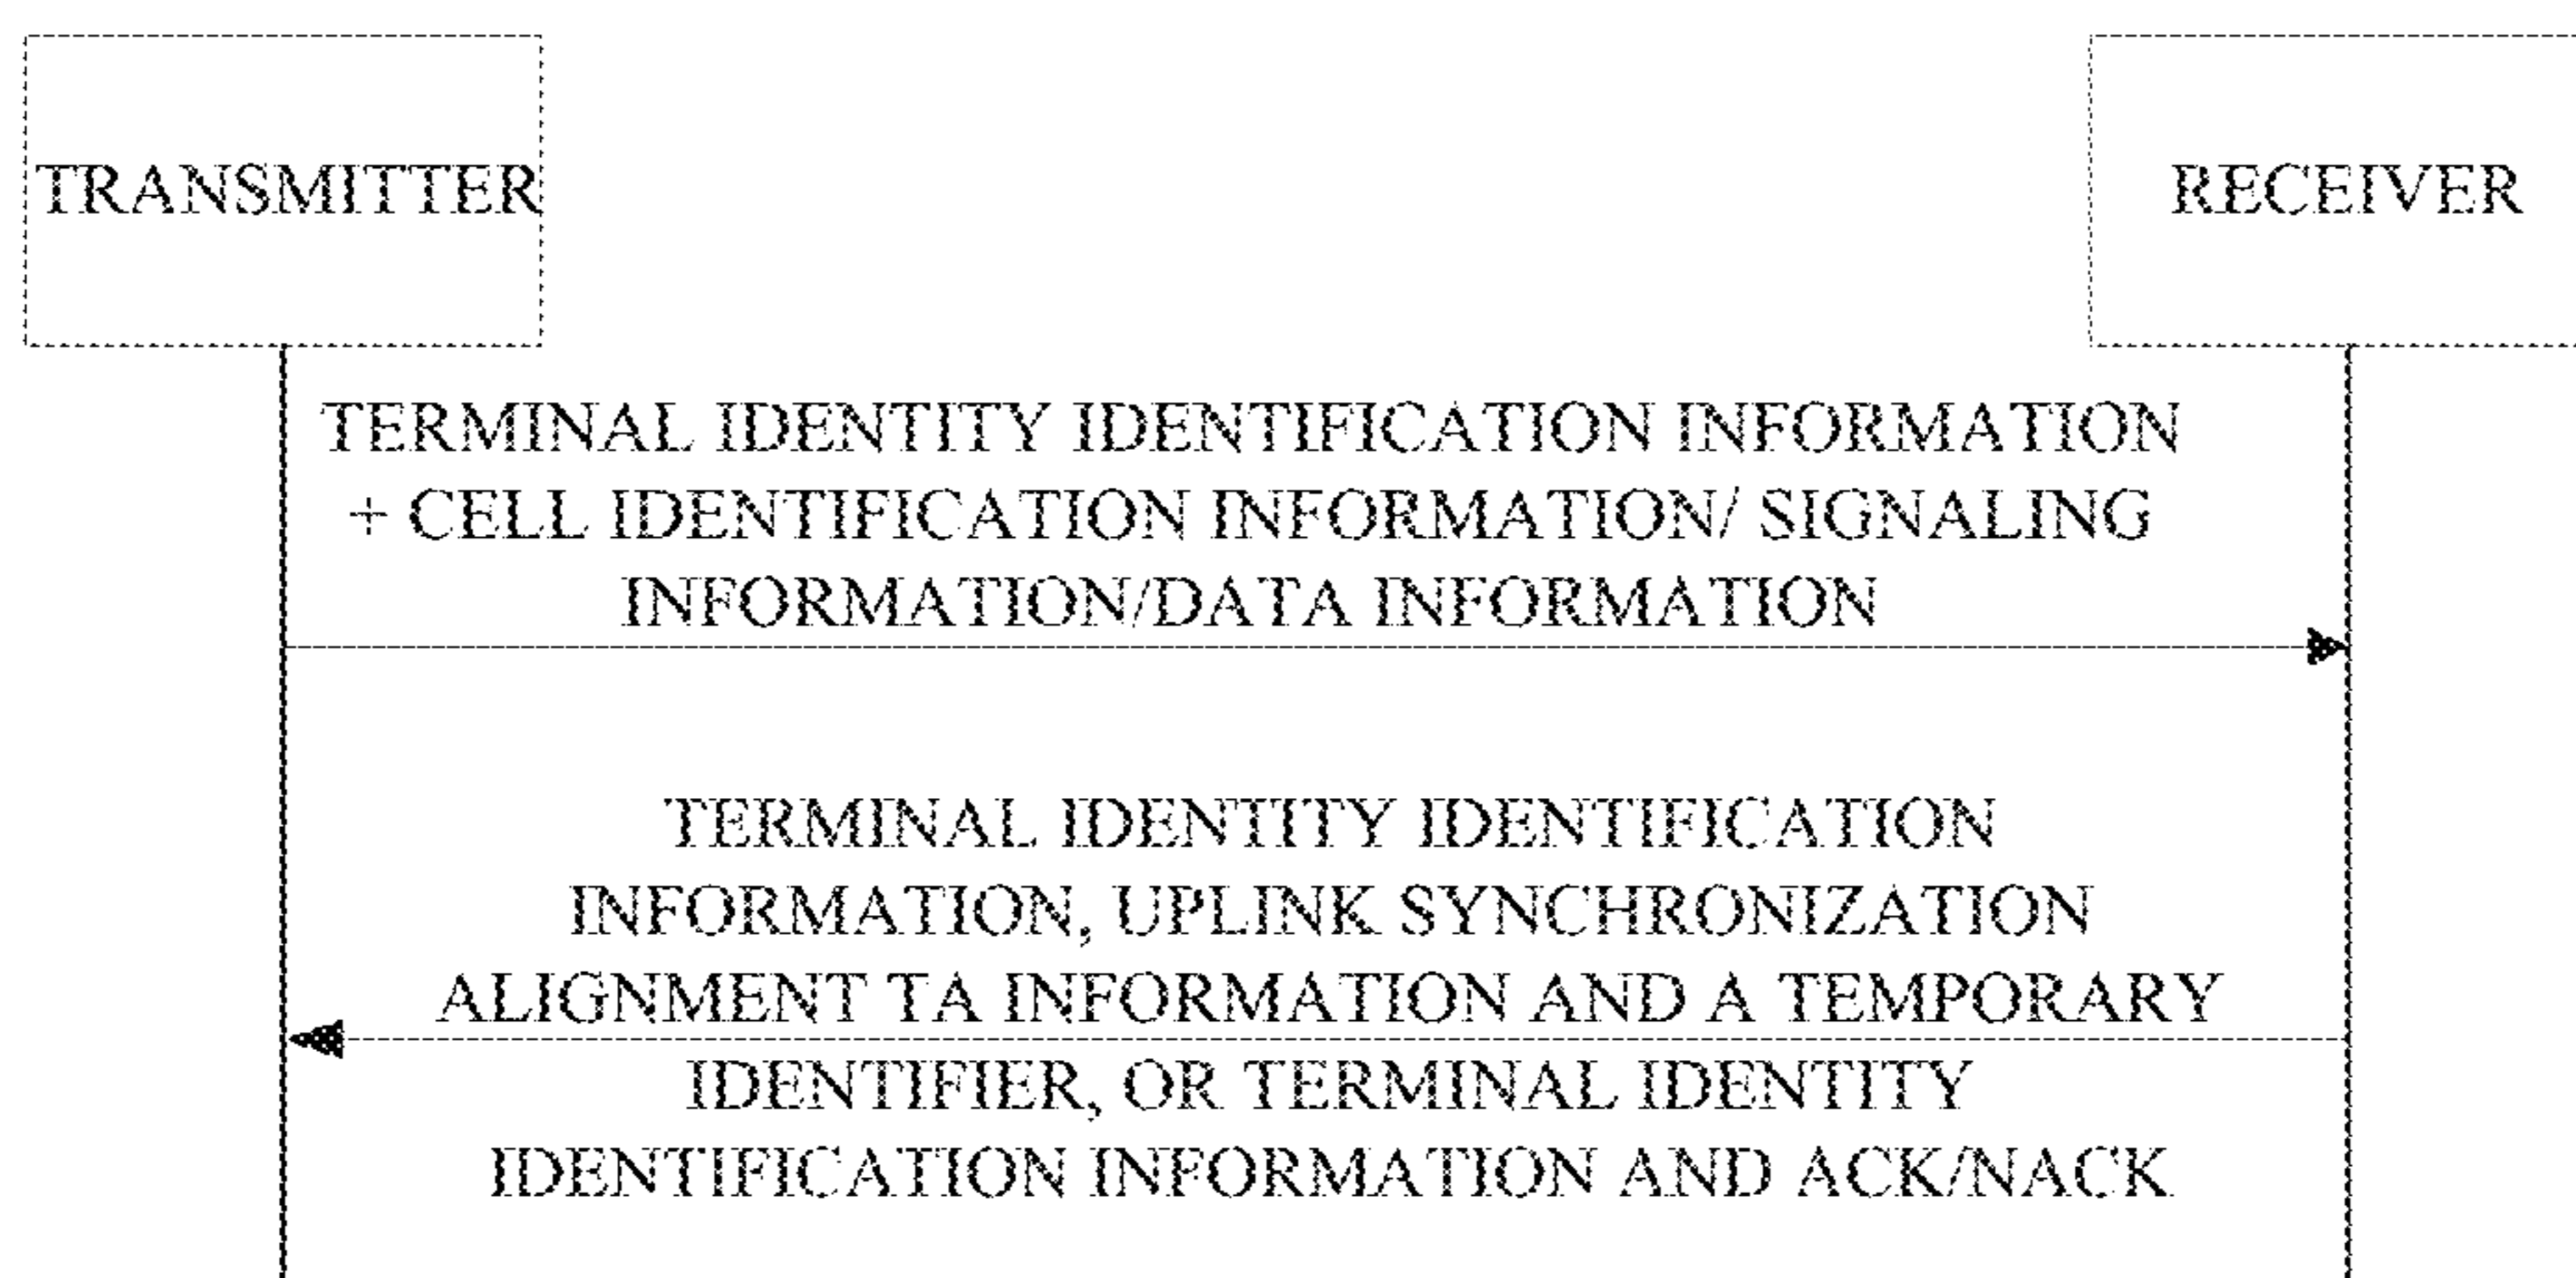 TRANSMITTER
RECEIVER
TERMINAL IDENTITY IDENTIFICATION INFORMATION
+ CELL IDENTIFICATION INFORMATION/ SIGNALING
INFORMATION/DATA INFORMATION
TERMINAL IDENTITY IDENTIFICATION
INFORMATION, UPLINK SYNCHRONIZATION
ALIGNMENT TA INFORMATION AND A TEMPORARY
IDENTIFIER, OR TERMINAL IDENTITY
IDENTIFICATION INFORMATION AND ACK/NACK